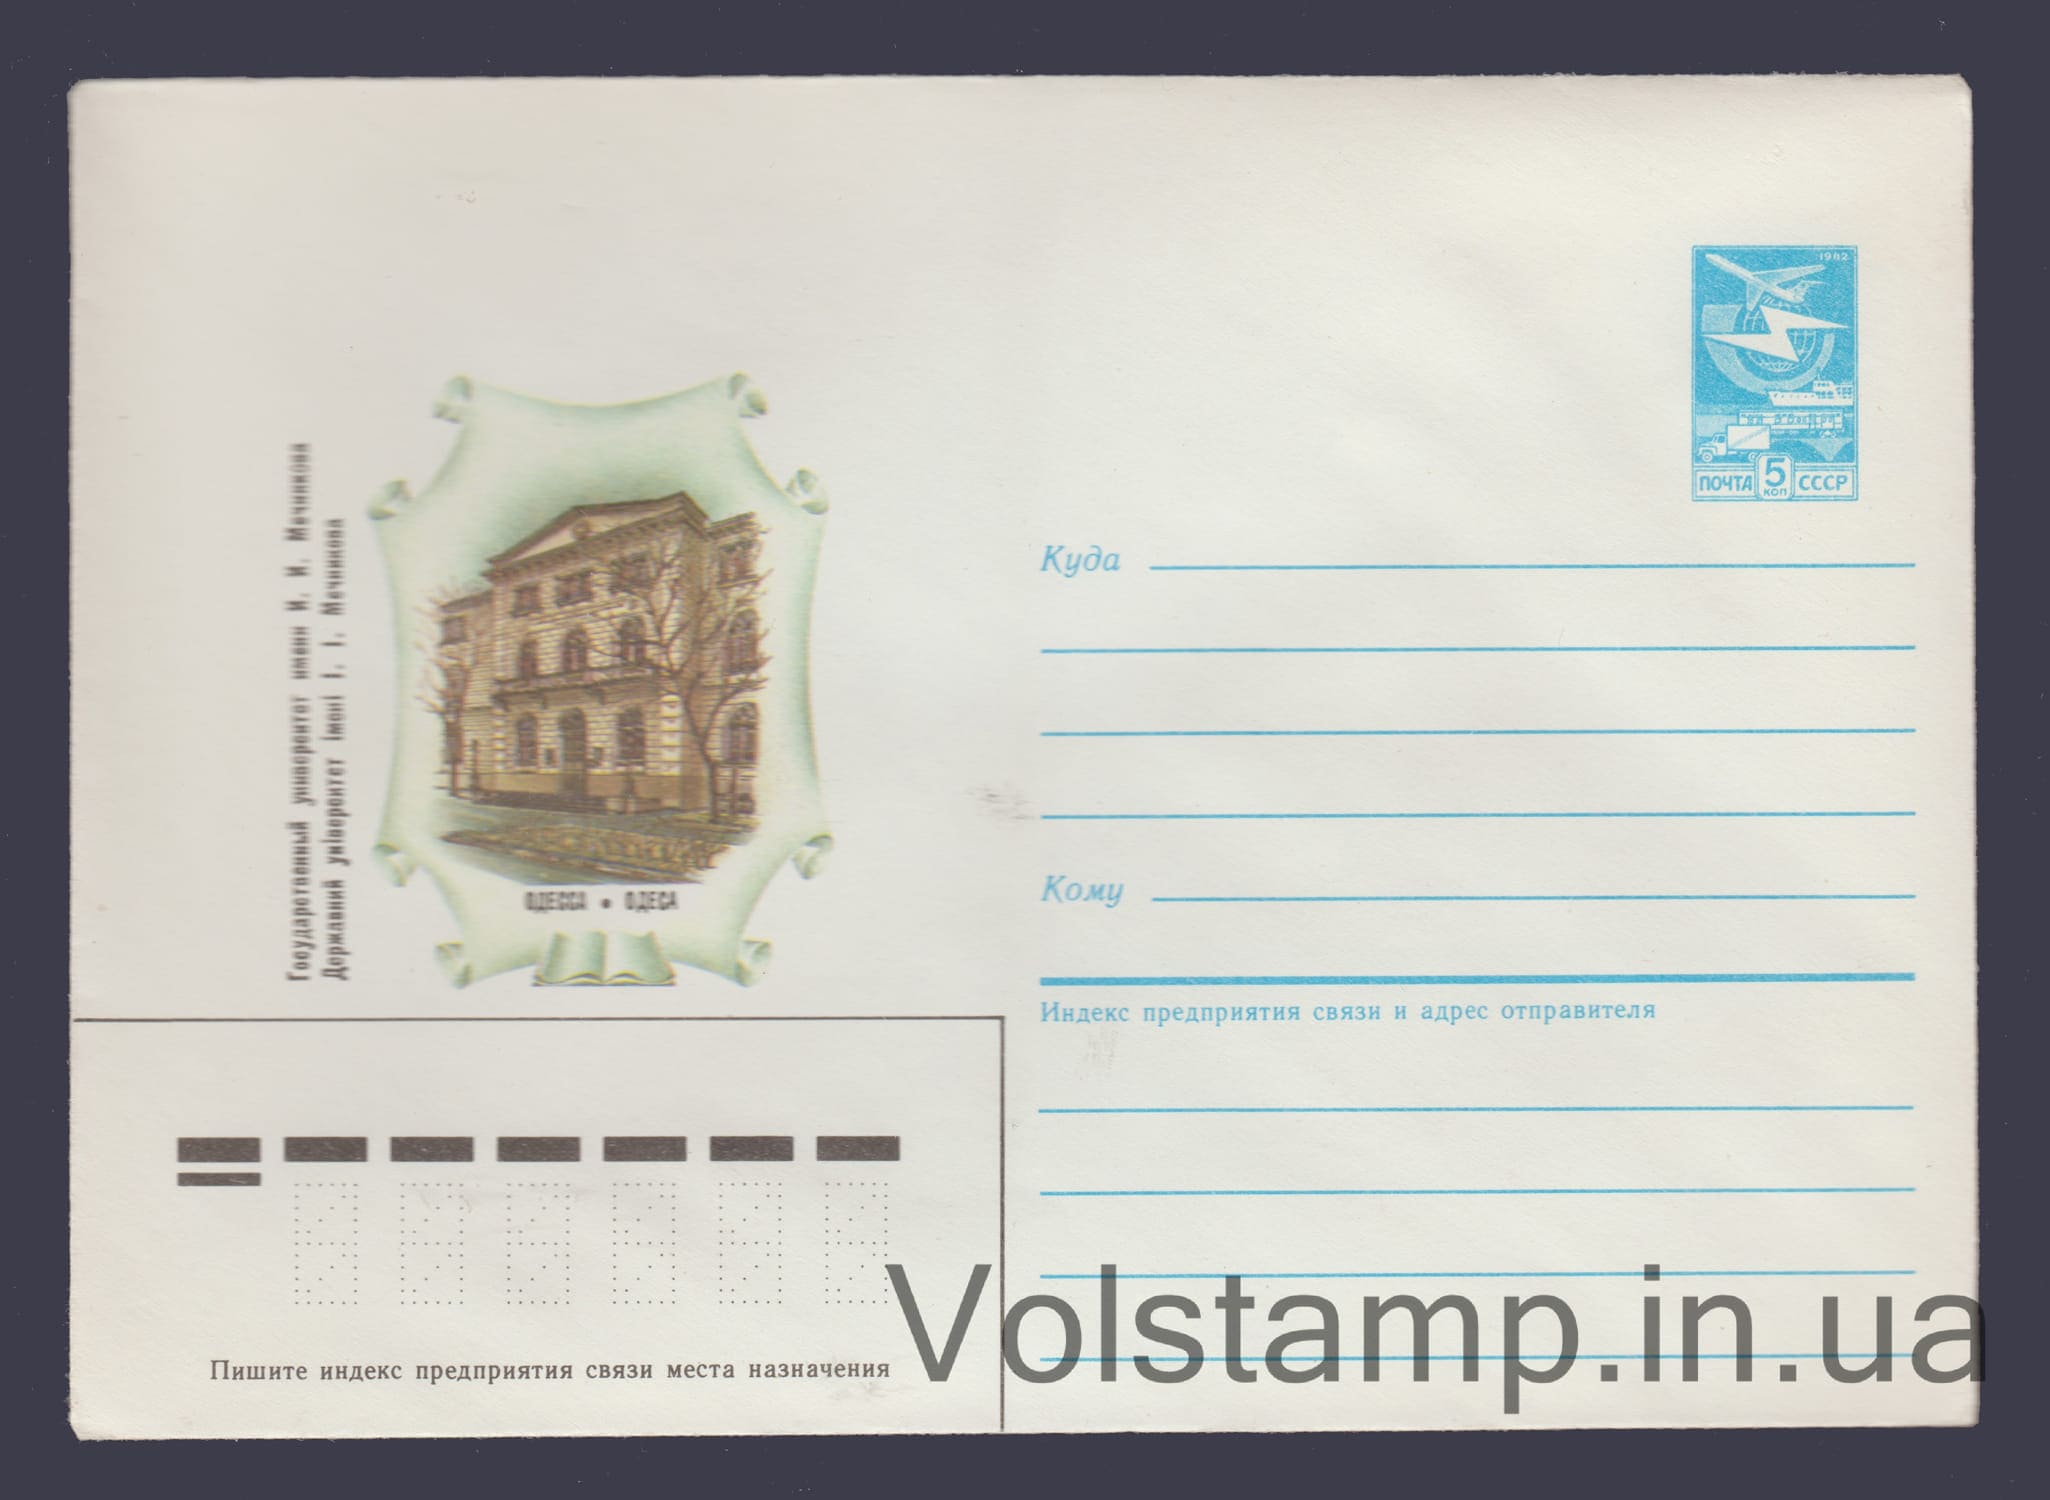 1982
ПОЧТА 5 КОП СССР
Государственный университет имени И. И. Мечникова
Державний університет імені І. І. Мечникова
ОДЕССА • ОДЕСА
Куда
Кому
Индекс предприятия связи и адрес отправителя
Пишите индекс предприятия связи места назначения
Volstamp.in.ua